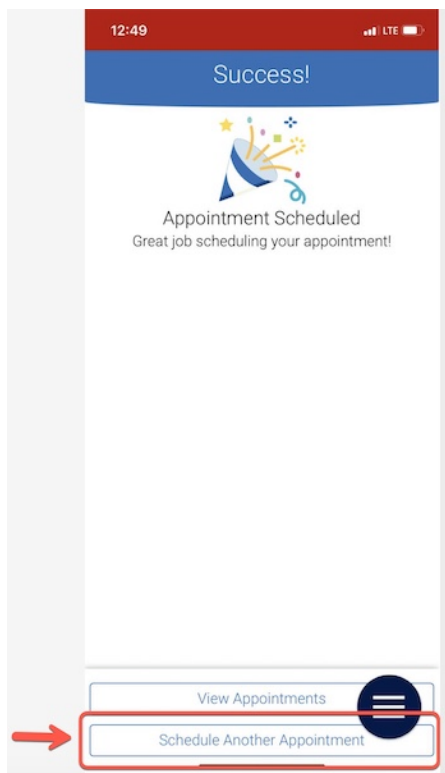 12:49 LTE
Success!
Appointment Scheduled
Great job scheduling your appointment!
View Appointments
Schedule Another Appointment